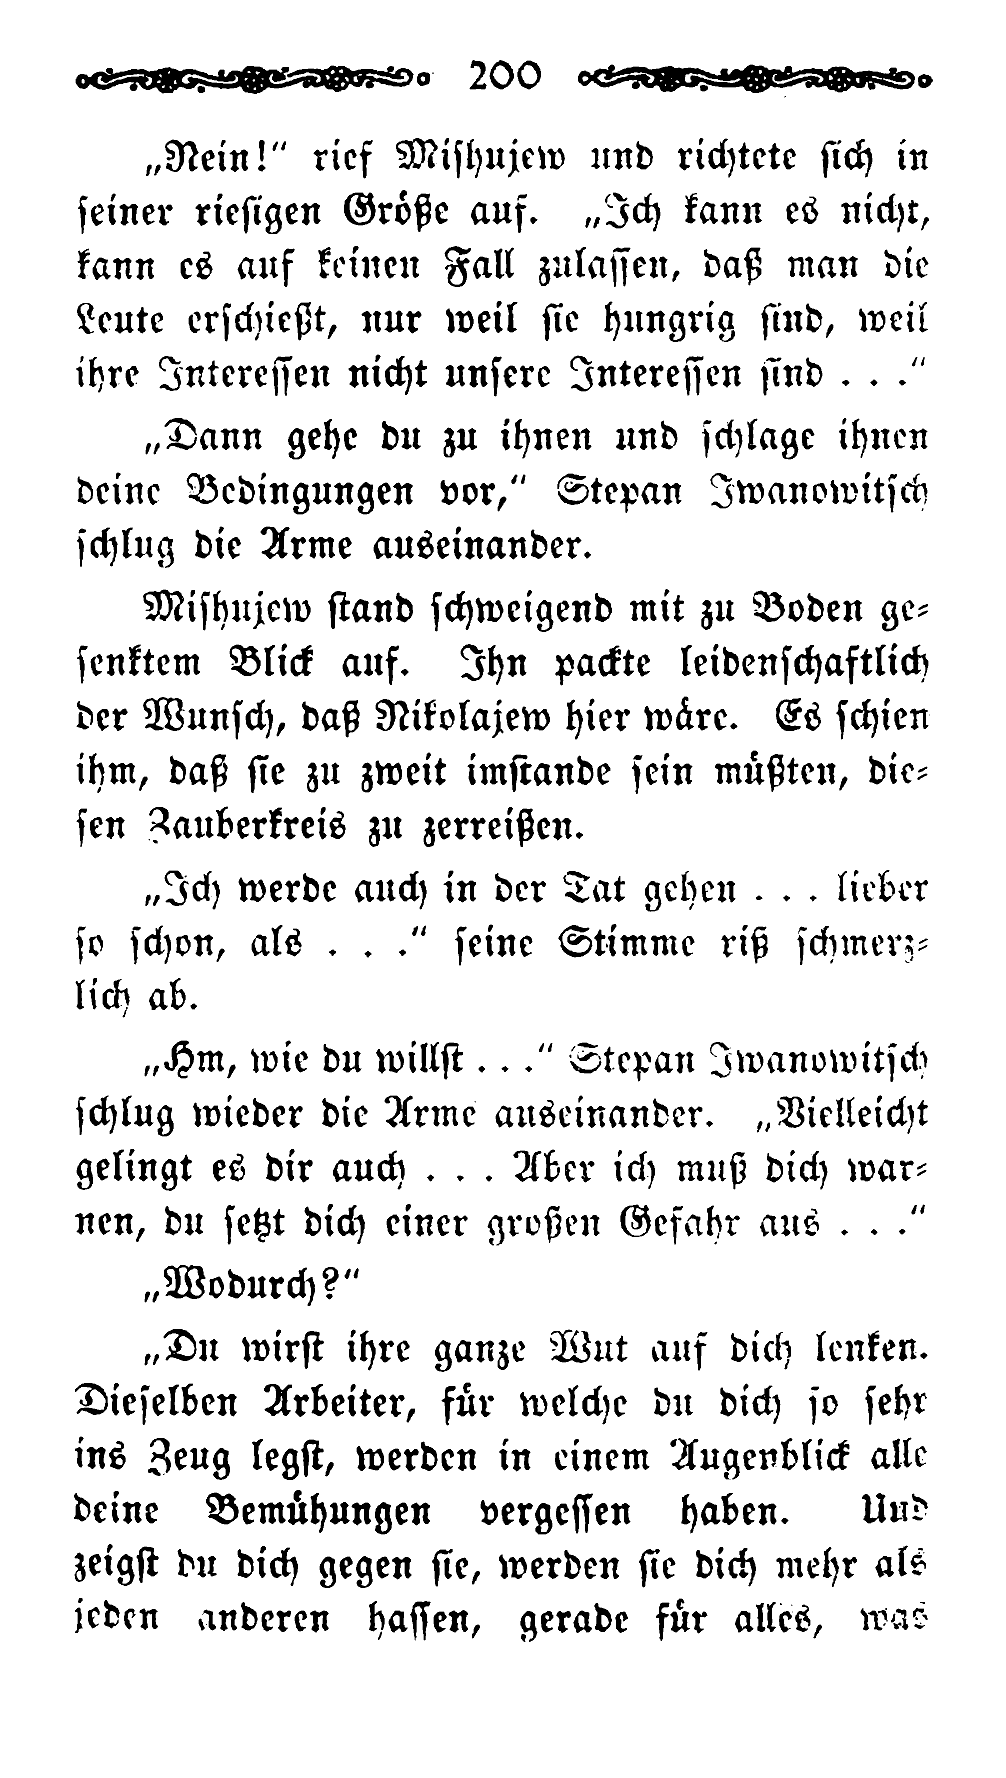 200
„Nein!“ rief Mishujew und richtete sich in
seiner riesigen Größe auf. „Ich kann es nicht,
kann es auf keinen Fall zulassen, daß man die
Leute erschießt, nur weil sie hungrig sind, weil
ihre Interessen nicht unsere Interessen sind . . .“
„Dann gehe du zu ihnen und schlage ihnen
deine Bedingungen vor,“ Stepan Iwanowitsch
schlug die Arme auseinander.
Mishujew stand schweigend mit zu Boden ge-
senktem Blick auf. Ihn packte leidenschaftlich
der Wunsch, daß Nikolajew hier wäre. Es schien
ihm, daß sie zu zweit imstande sein müßten, die-
sen Zauberkreis zu zerreißen.
„Ich werde auch in der Tat gehen . . . lieber
so schon, als . . .“ seine Stimme riß schmerz-
lich ab.
„Hm, wie du willst . . .“ Stepan Iwanowitsch
schlug wieder die Arme auseinander. „Vielleicht
gelingt es dir auch . . . Aber ich muß dich war-
nen, du setzt dich einer großen Gefahr aus . . .“
„Wodurch?“
„Du wirst ihre ganze Wut auf dich lenken.
Dieselben Arbeiter, für welche du dich so sehr
ins Zeug legst, werden in einem Augenblick alle
deine Bemühungen vergessen haben. Und
zeigst du dich gegen sie, werden sie dich mehr als
jeden anderen hassen, gerade für alles, was